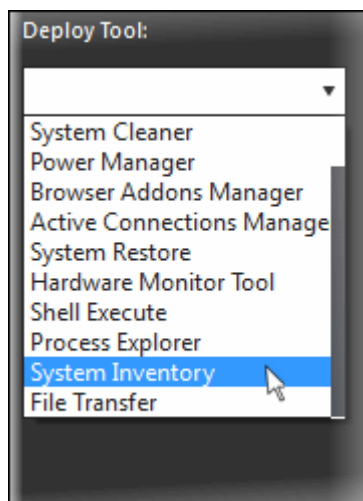 Deploy Tool:
System Cleaner
Power Manager
Browser Addons Manager
Active Connections Manage
System Restore
Hardware Monitor Tool
Shell Execute
Process Explorer
System Inventory
File Transfer